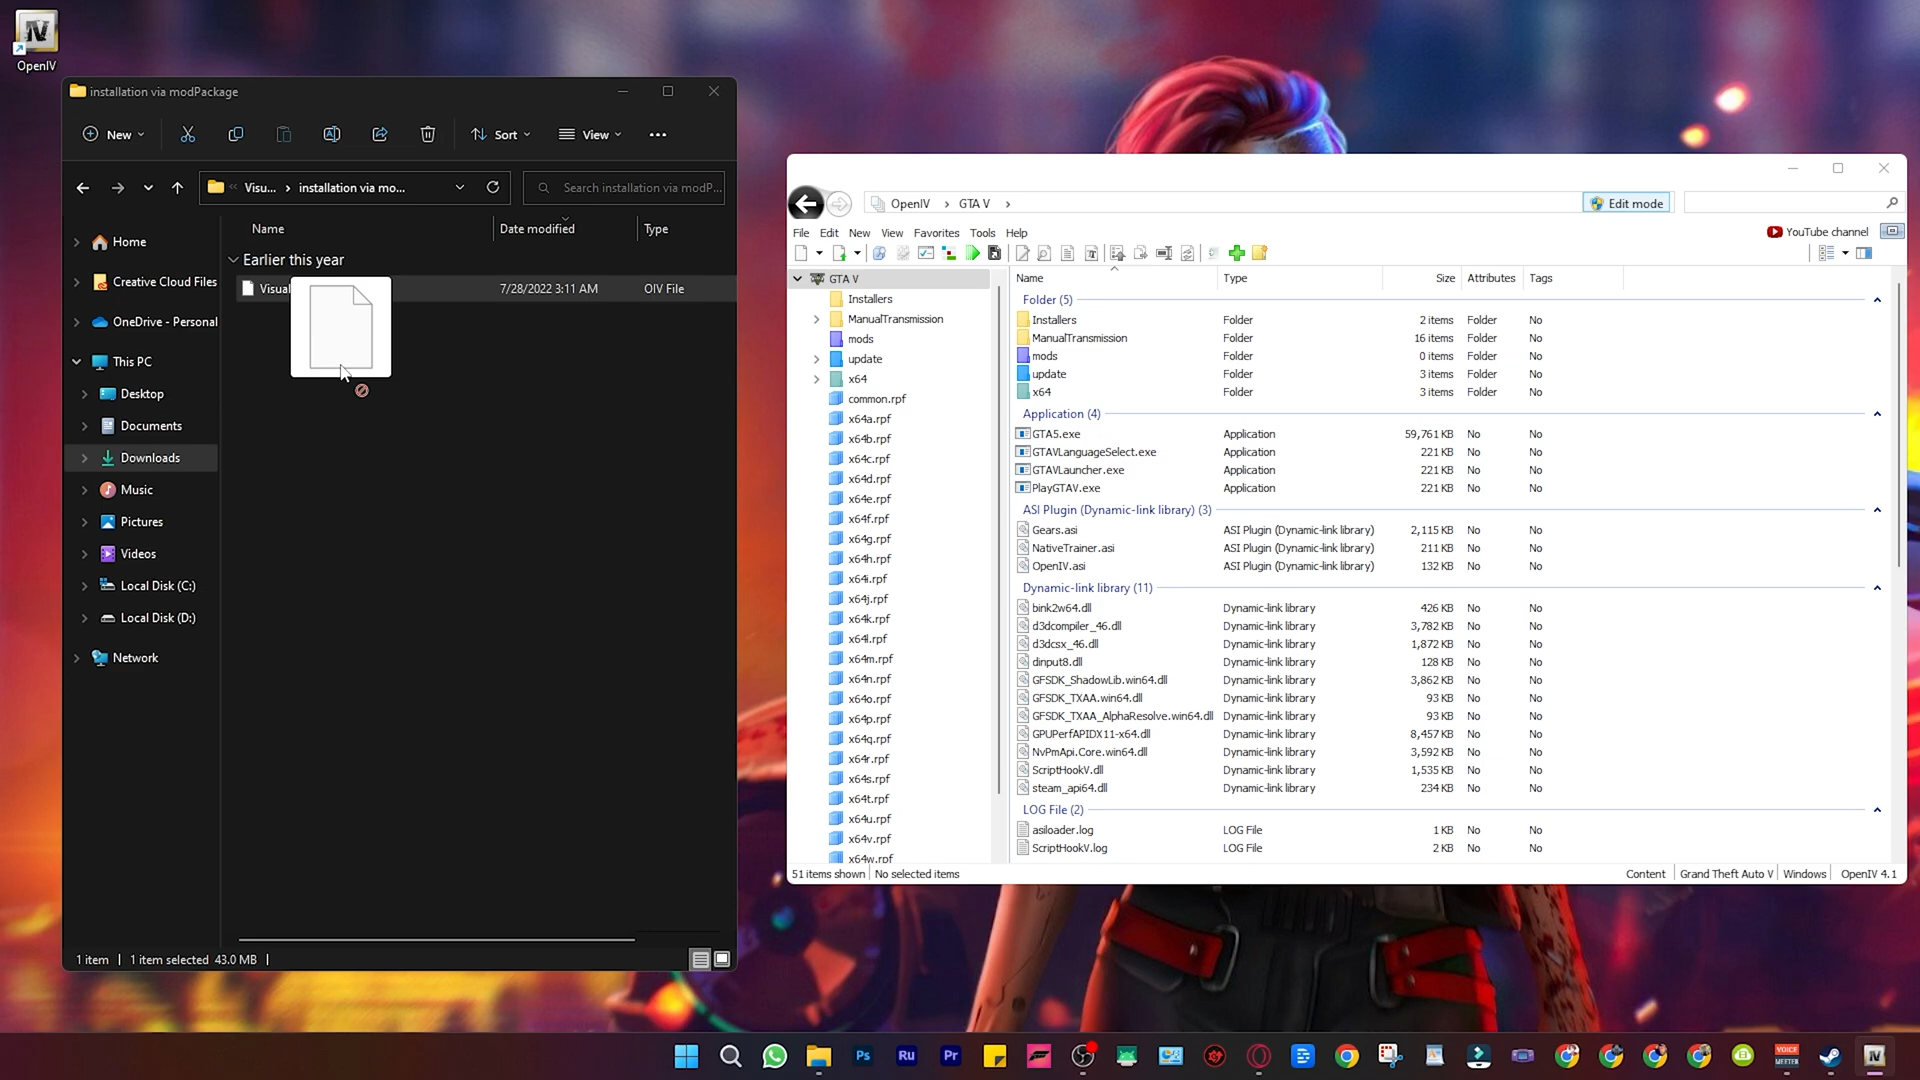 OpenIV
installation via modPackage
New
Sort
View
Visu... › installation via mo...
Search installation via modP...
Name
Date modified
Type
Earlier this year
Visual
7/28/2022 3:11 AM
OIV File
Home
Creative Cloud Files
OneDrive - Personal
This PC
Desktop
Documents
Downloads
Music
Pictures
Videos
Local Disk (C:)
Local Disk (D:)
Network
1 item | 1 item selected 43.0 MB |
OpenIV › GTA V ›
Edit mode
File Edit New View Favorites Tools Help
YouTube channel
GTA V
Installers
ManualTransmission
mods
update
x64
common.rpf
x64a.rpf
x64b.rpf
x64c.rpf
x64d.rpf
x64e.rpf
x64f.rpf
x64g.rpf
x64h.rpf
x64i.rpf
x64j.rpf
x64k.rpf
x64l.rpf
x64m.rpf
x64n.rpf
x64o.rpf
x64p.rpf
x64q.rpf
x64r.rpf
x64s.rpf
x64t.rpf
x64u.rpf
x64v.rpf
x64w.rpf
Name Type Size Attributes Tags
Folder (5)
Installers Folder 2 items Folder No
ManualTransmission Folder 16 items Folder No
mods Folder 0 items Folder No
update Folder 3 items Folder No
x64 Folder 3 items Folder No
Application (4)
GTA5.exe Application 59,761 KB No No
GTAVLanguageSelect.exe Application 221 KB No No
GTAVLauncher.exe Application 221 KB No No
PlayGTAV.exe Application 221 KB No No
ASI Plugin (Dynamic-link library) (3)
Gears.asi ASI Plugin (Dynamic-link library) 2,115 KB No No
NativeTrainer.asi ASI Plugin (Dynamic-link library) 211 KB No No
OpenIV.asi ASI Plugin (Dynamic-link library) 132 KB No No
Dynamic-link library (11)
bink2w64.dll Dynamic-link library 426 KB No No
d3dcompiler_46.dll Dynamic-link library 3,782 KB No No
d3dcsx_46.dll Dynamic-link library 1,872 KB No No
dinput8.dll Dynamic-link library 128 KB No No
GFSDK_ShadowLib.win64.dll Dynamic-link library 3,862 KB No No
GFSDK_TXAA.win64.dll Dynamic-link library 93 KB No No
GFSDK_TXAA_AlphaResolve.win64.dll Dynamic-link library 93 KB No No
GPUPerfAPIDX11-x64.dll Dynamic-link library 8,457 KB No No
NvPmApi.Core.win64.dll Dynamic-link library 3,592 KB No No
ScriptHookV.dll Dynamic-link library 1,535 KB No No
steam_api64.dll Dynamic-link library 234 KB No No
LOG File (2)
asiloader.log LOG File 1 KB No No
ScriptHookV.log LOG File 2 KB No No
51 items shown No selected items
Content Grand Theft Auto V Windows OpenIV 4.1
Ps Ru Pr
VOICE
MEETER
IV